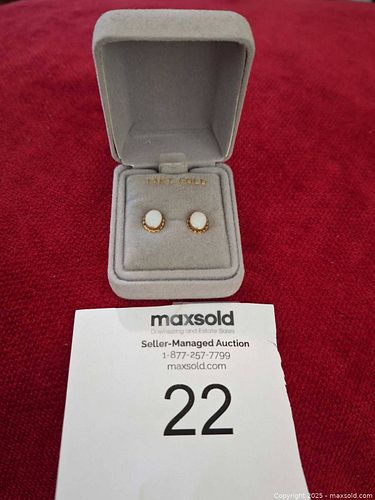 14KT GOLD
maxsold
Downsizing and Estate Sales
Seller-Managed Auction
1-877-257-7799
maxsold.com
22
Copyright © 2025 - maxsold.com